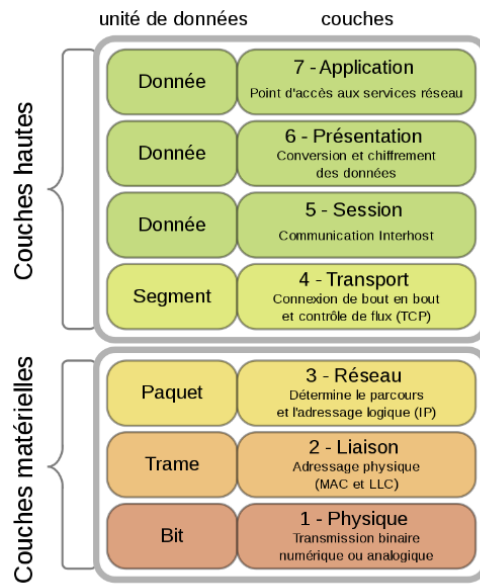 unité de données
couches
Couches hautes
Donnée
7 - Application
Point d'accès aux services réseau
Donnée
6 - Présentation
Conversion et chiffrement
des données
Donnée
5 - Session
Communication Interhost
Segment
4 - Transport
Connexion de bout en bout
et contrôle de flux (TCP)
Couches matérielles
Paquet
3 - Réseau
Détermine le parcours
et l'adressage logique (IP)
Trame
2 - Liaison
Adressage physique
(MAC et LLC)
Bit
1 - Physique
Transmission binaire
numérique ou analogique